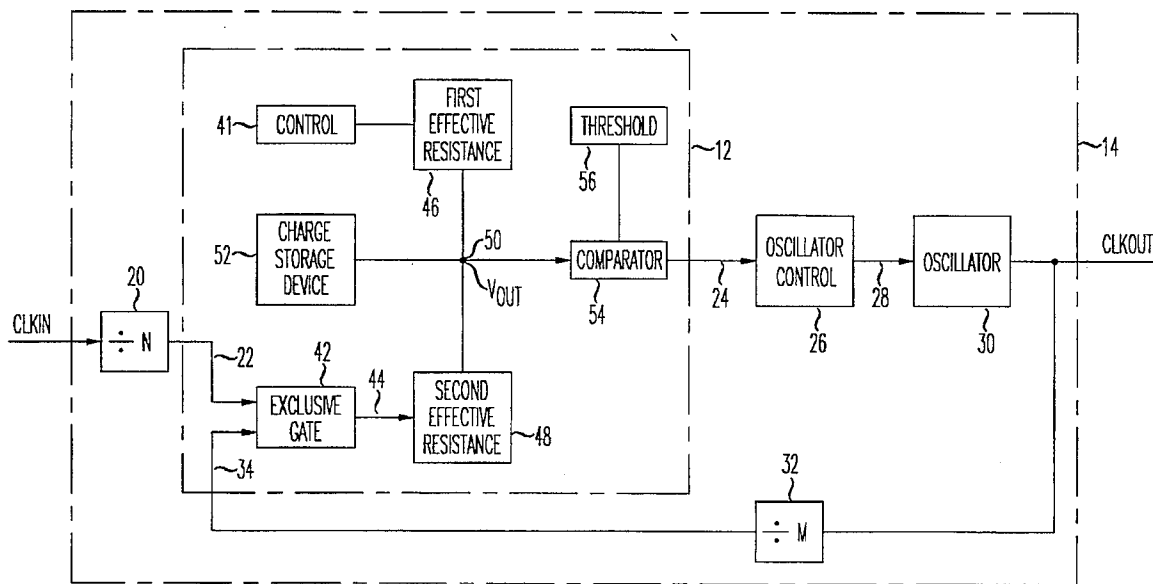 FIRST
EFFECTIVE
RESISTANCE
46
41
CONTROL
THRESHOLD
56
12
14
52
CHARGE
STORAGE
DEVICE
50
VOUT
COMPARATOR
54
24
OSCILLATOR
CONTROL
26
28
OSCILLATOR
30
CLKOUT
CLKIN
20
÷ N
22
42
EXCLUSIVE
GATE
44
SECOND
EFFECTIVE
RESISTANCE
48
34
32
÷ M